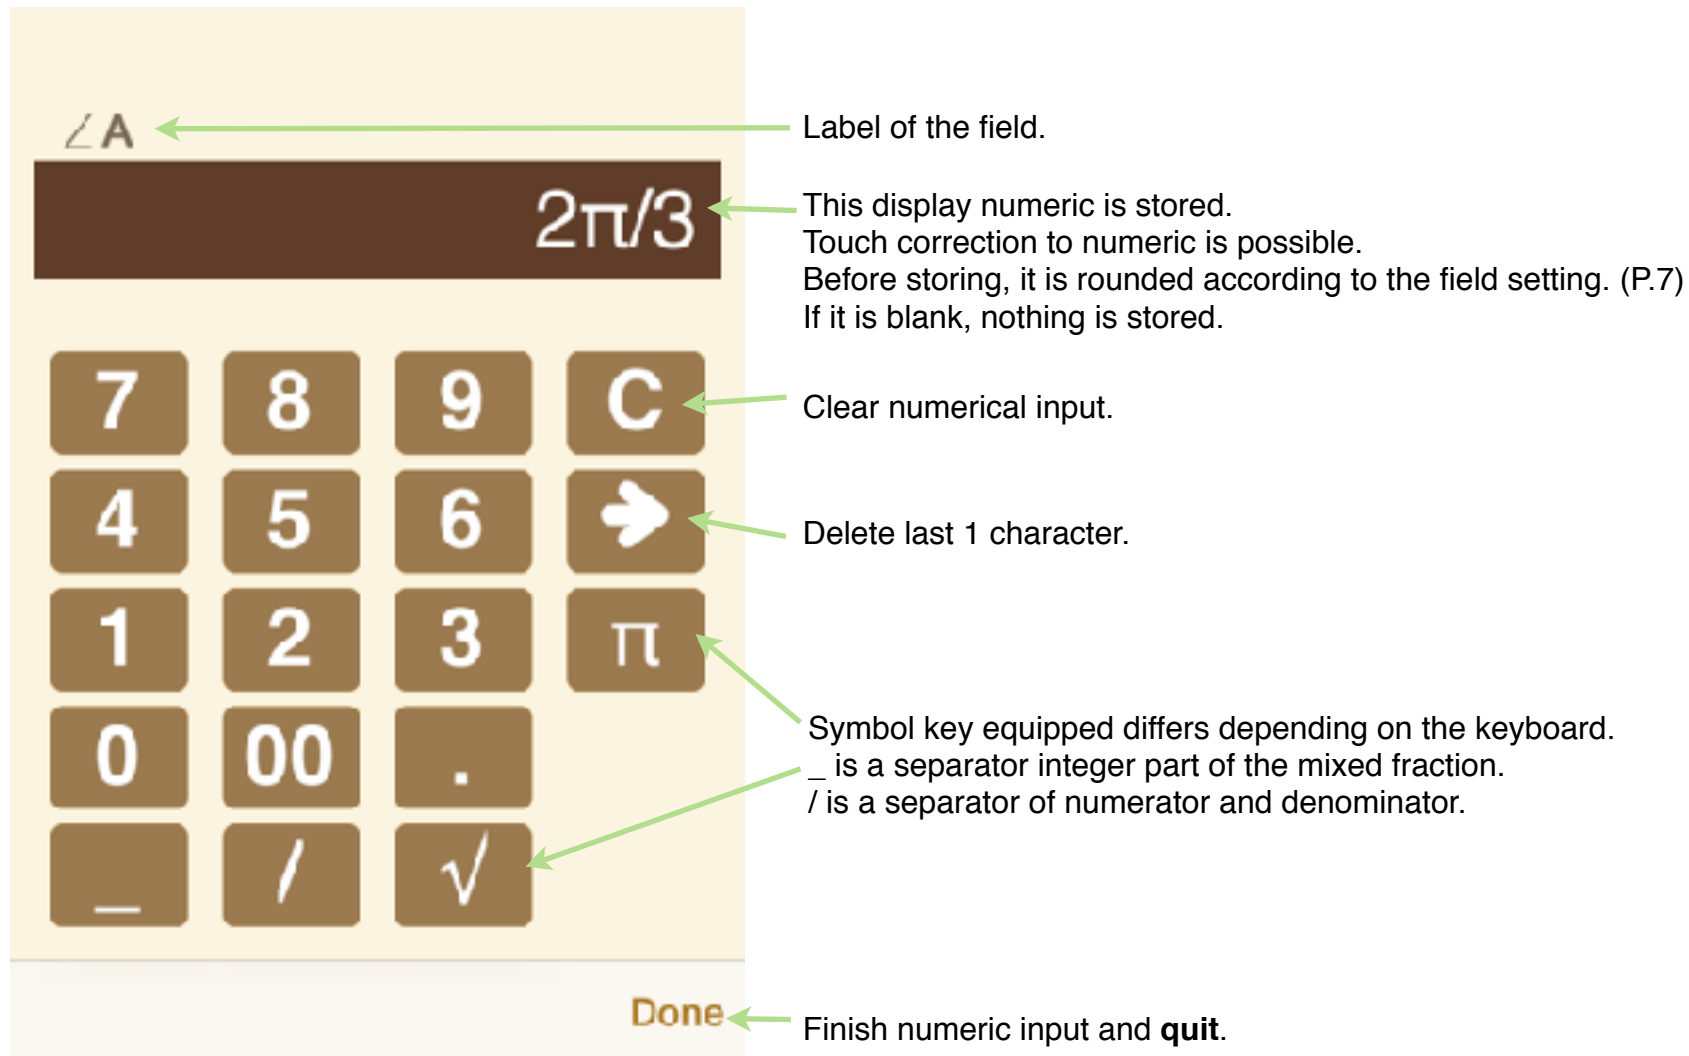 ∠A
Label of the field.
2π/3
This display numeric is stored.
Touch correction to numeric is possible.
Before storing, it is rounded according to the field setting. (P.7)
If it is blank, nothing is stored.
7 8 9 C
Clear numerical input.
4 5 6 →
Delete last 1 character.
1 2 3 π
Symbol key equipped differs depending on the keyboard.
_ is a separator integer part of the mixed fraction.
/ is a separator of numerator and denominator.
0 00 .
_ / √
Done
Finish numeric input and quit.